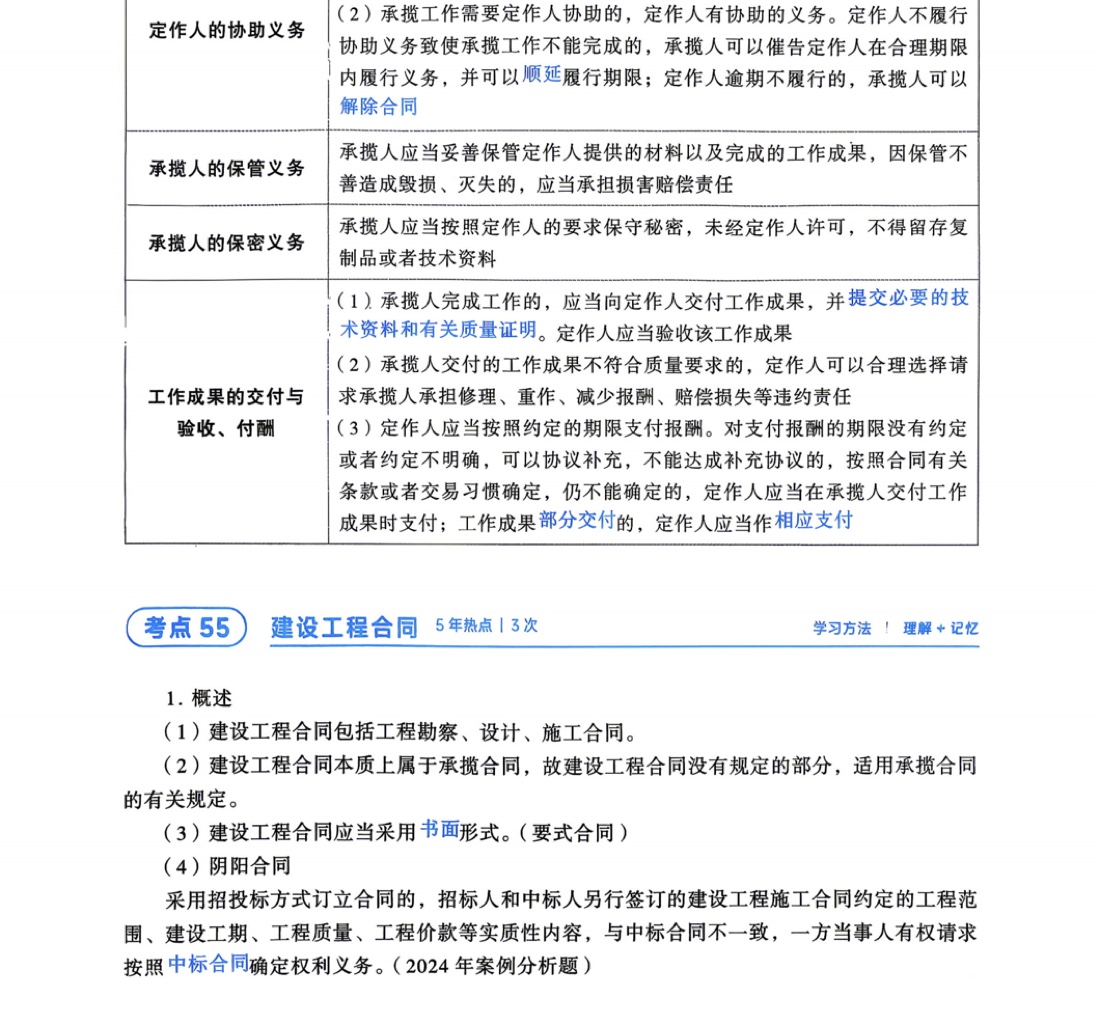 (2)承揽工作需要定作人协助的，定作人有协助的义务。定作人不履行
定作人的协助义务
协助义务致使承揽工作不能完成的，承揽人可以催告定作人在合理期限
内履行义务，并可以顺延履行期限；定作人逾期不履行的，承揽人可以
解除合同
承揽人的保管义务
承揽人应当妥善保管定作人提供的材料以及完成的工作成果，因保管不
善造成毁损、灭失的，应当承担损害赔偿责任
承揽人的保密义务
承揽人应当按照定作人的要求保守秘密，未经定作人许可，不得留存复
制品或者技术资料
工作成果的交付与
验收、付酬
(1)承揽人完成工作的，应当向定作人交付工作成果，并提交必要的技
术资料和有关质量证明。定作人应当验收该工作成果
(2)承揽人交付的工作成果不符合质量要求的，定作人可以合理选择请
求承揽人承担修理、重作、减少报酬、赔偿损失等违约责任
(3)定作人应当按照约定的期限支付报酬。对支付报酬的期限没有约定
或者约定不明确，可以协议补充，不能达成补充协议的，按照合同有关
条款或者交易习惯确定，仍不能确定的，定作人应当在承揽人交付工作
成果时支付；工作成果部分交付的，定作人应当作相应支付
考点 55 建设工程合同 5年热点|3次 学习方法 | 理解+记忆
1. 概述
(1)建设工程合同包括工程勘察、设计、施工合同。
(2)建设工程合同本质上属于承揽合同，故建设工程合同没有规定的部分，适用承揽合同
的有关规定。
(3)建设工程合同应当采用书面形式。(要式合同)
(4)阴阳合同
采用招投标方式订立合同的，招标人和中标人另行签订的建设工程施工合同约定的工程范
围、建设工期、工程质量、工程价款等实质性内容，与中标合同不一致，一方当事人有权请求
按照中标合同确定权利义务。(2024年案例分析题)